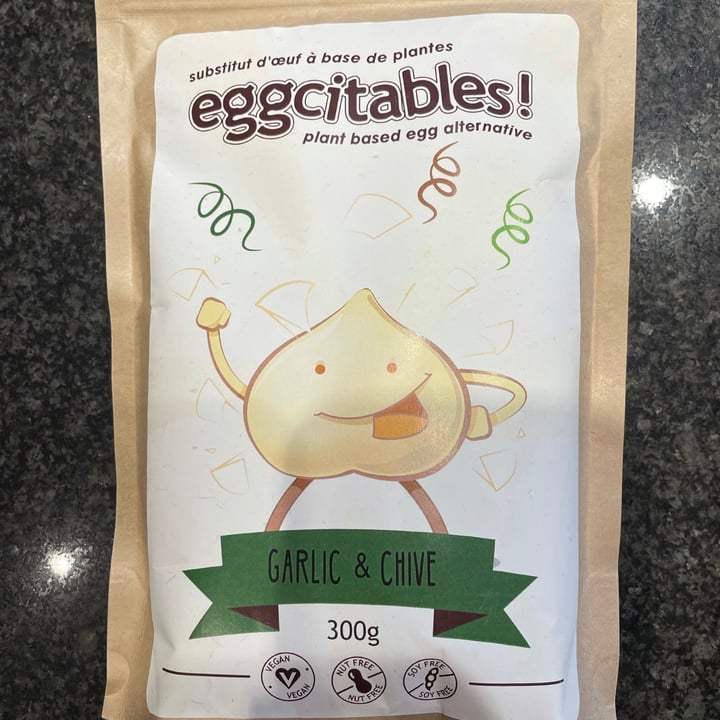 substitut d'œuf à base de plantes
eggcitables!
plant based egg alternative
GARLIC & CHIVE
300g
VEGAN VEGAN
NUT FREE NUT FREE
SOY FREE SOY FREE